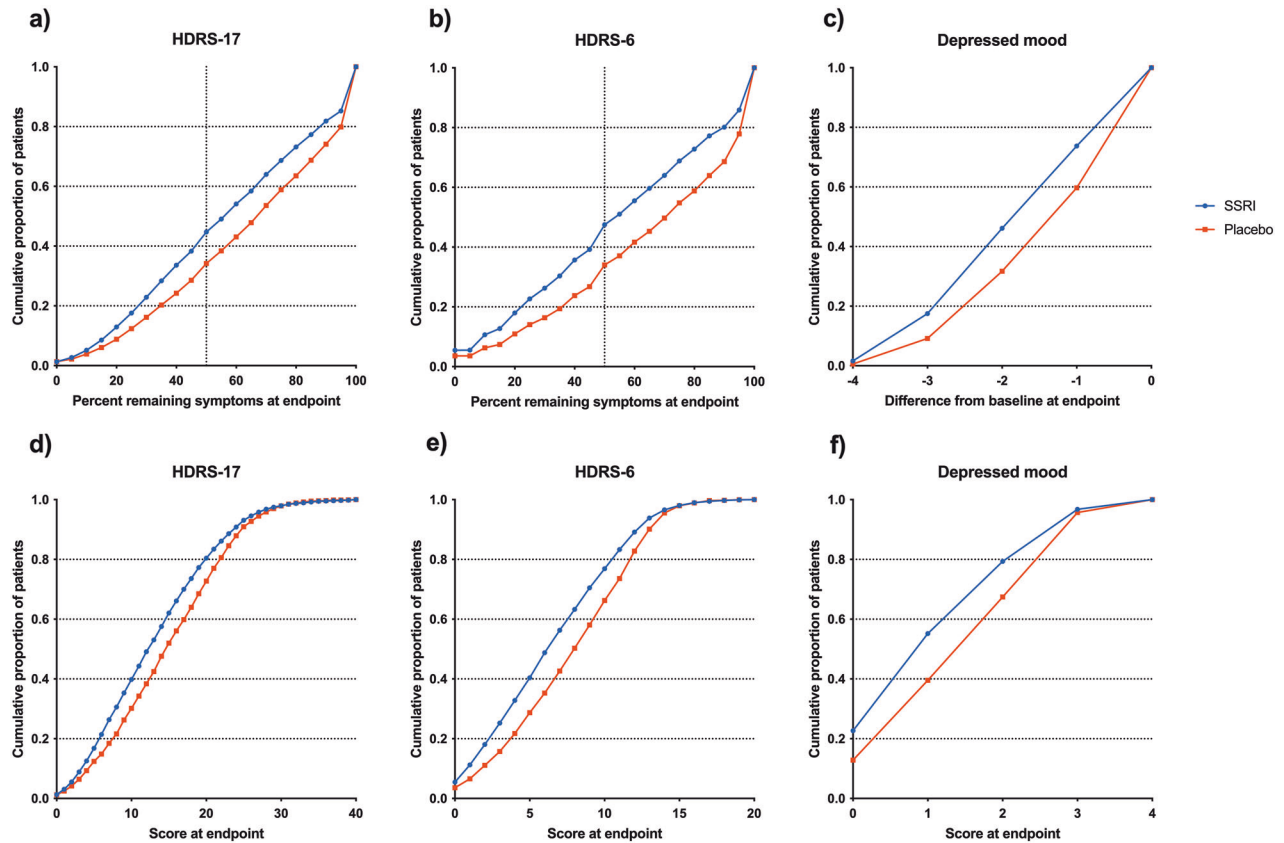 a)
HDRS-17
Cumulative proportion of patients
1.0
0.8
0.6
0.4
0.2
0.0
0 20 40 60 80 100
Percent remaining symptoms at endpoint
b)
HDRS-6
Cumulative proportion of patients
1.0
0.8
0.6
0.4
0.2
0.0
0 20 40 60 80 100
Percent remaining symptoms at endpoint
c)
Depressed mood
Cumulative proportion of patients
1.0
0.8
0.6
0.4
0.2
0.0
-4 -3 -2 -1 0
Difference from baseline at endpoint
SSRI
Placebo
d)
HDRS-17
Cumulative proportion of patients
1.0
0.8
0.6
0.4
0.2
0.0
0 10 20 30 40
Score at endpoint
e)
HDRS-6
Cumulative proportion of patients
1.0
0.8
0.6
0.4
0.2
0.0
0 5 10 15 20
Score at endpoint
f)
Depressed mood
Cumulative proportion of patients
1.0
0.8
0.6
0.4
0.2
0.0
0 1 2 3 4
Score at endpoint